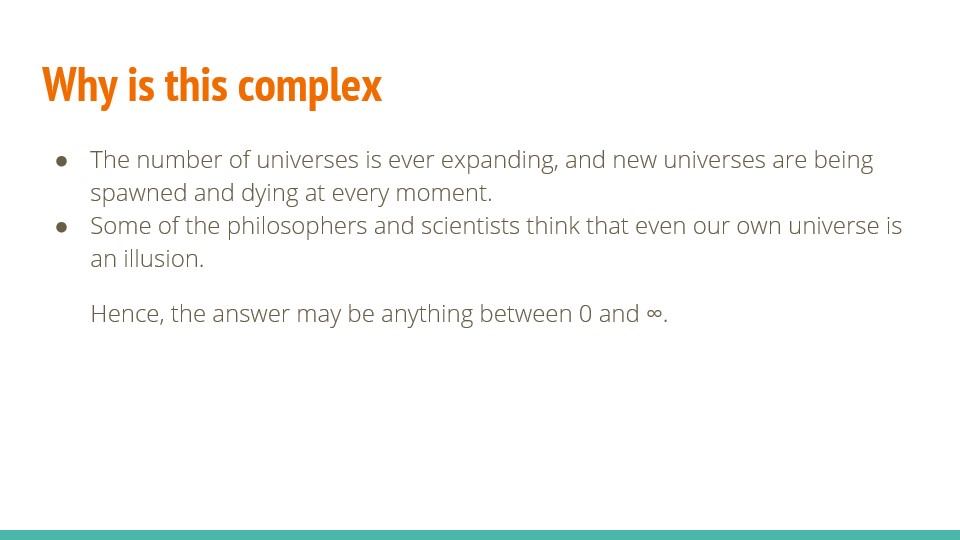 Why is this complex
● The number of universes is ever expanding, and new universes are being
spawned and dying at every moment.
● Some of the philosophers and scientists think that even our own universe is
an illusion.
Hence, the answer may be anything between 0 and ∞.